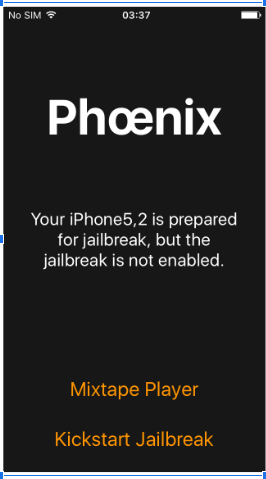 No SIM 03:37
Phœnix
Your iPhone5,2 is prepared
for jailbreak, but the
jailbreak is not enabled.
Mixtape Player
Kickstart Jailbreak